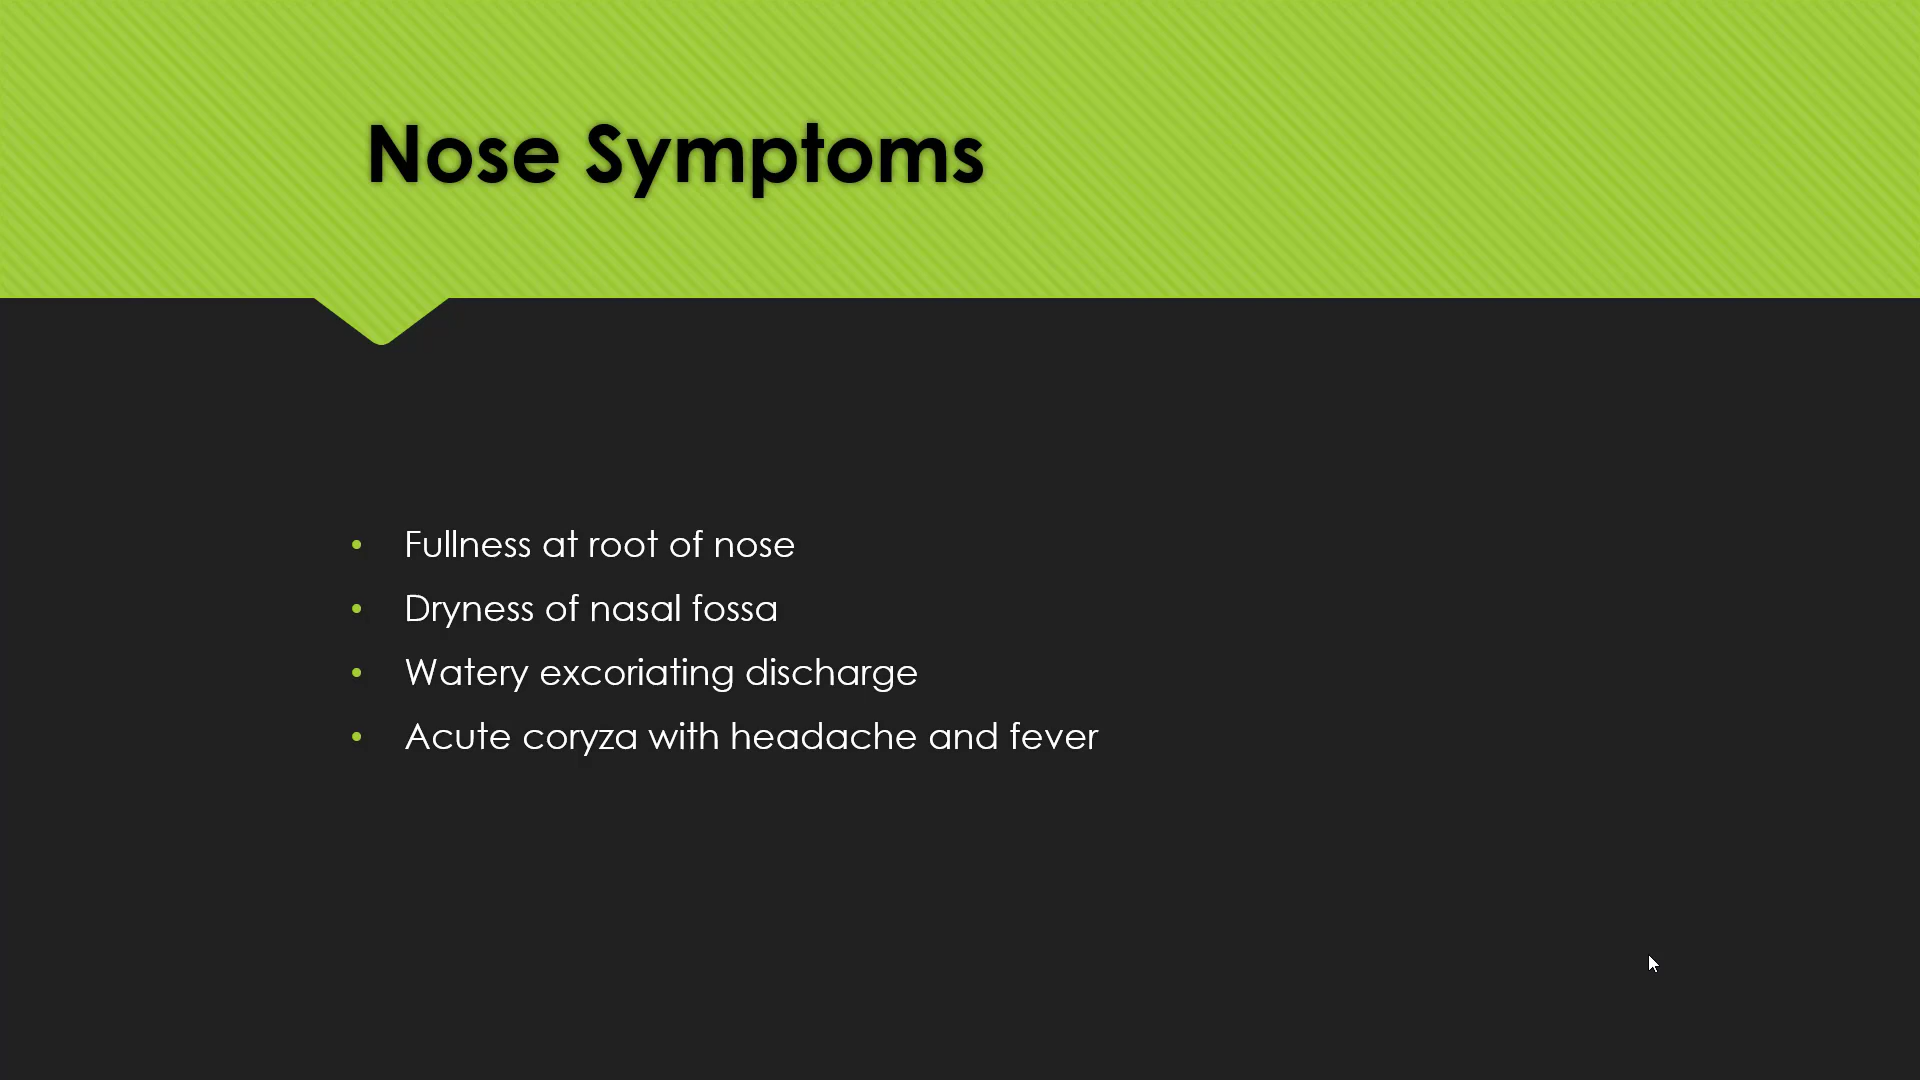 Nose Symptoms
• Fullness at root of nose
• Dryness of nasal fossa
• Watery excoriating discharge
• Acute coryza with headache and fever